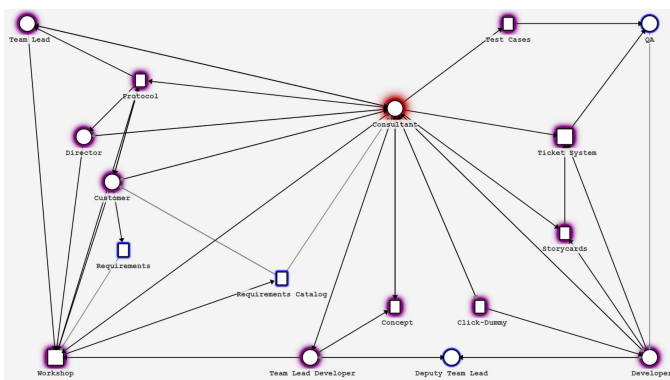 Team Lead
Test Cases
QA
Protocol
Consultant
Director
Ticket System
Customer
Storycards
Requirements
Requirements Catalog
Concept
Click-Dummy
Workshop
Team Lead Developer
Deputy Team Lead
Developer